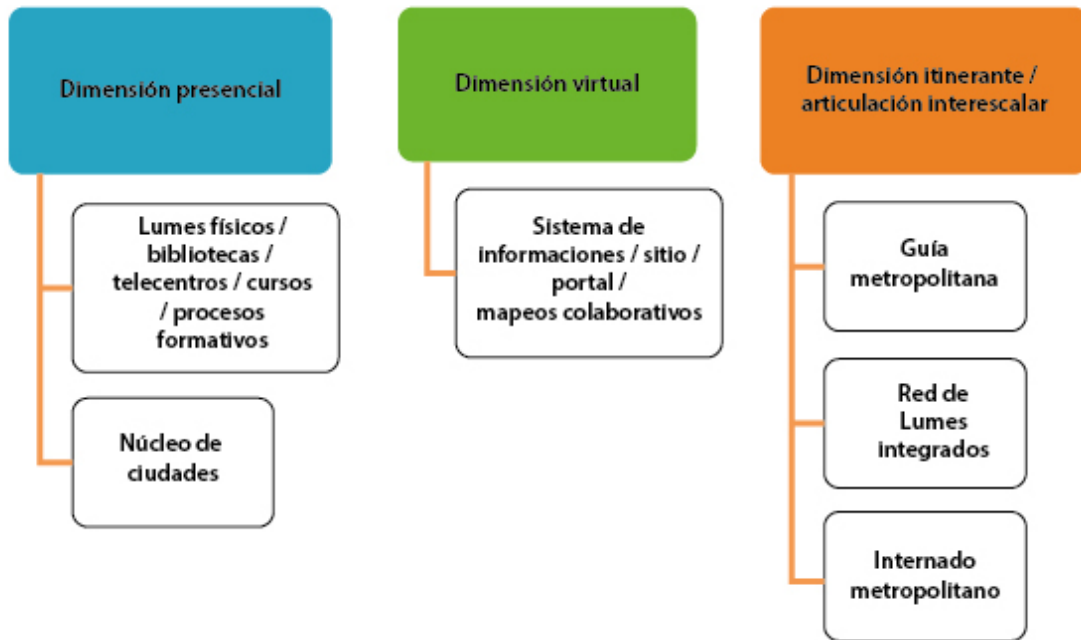 Dimensión presencial
Lumes físicos /
bibliotecas /
telecentros / cursos
/ procesos
formativos
Núcleo de
ciudades
Dimensión virtual
Sistema de
informaciones / sitio /
portal /
mapeos colaborativos
Dimensión itinerante /
articulación interescalar
Guía
metropolitana
Red de
Lumes
integrados
Internado
metropolitano